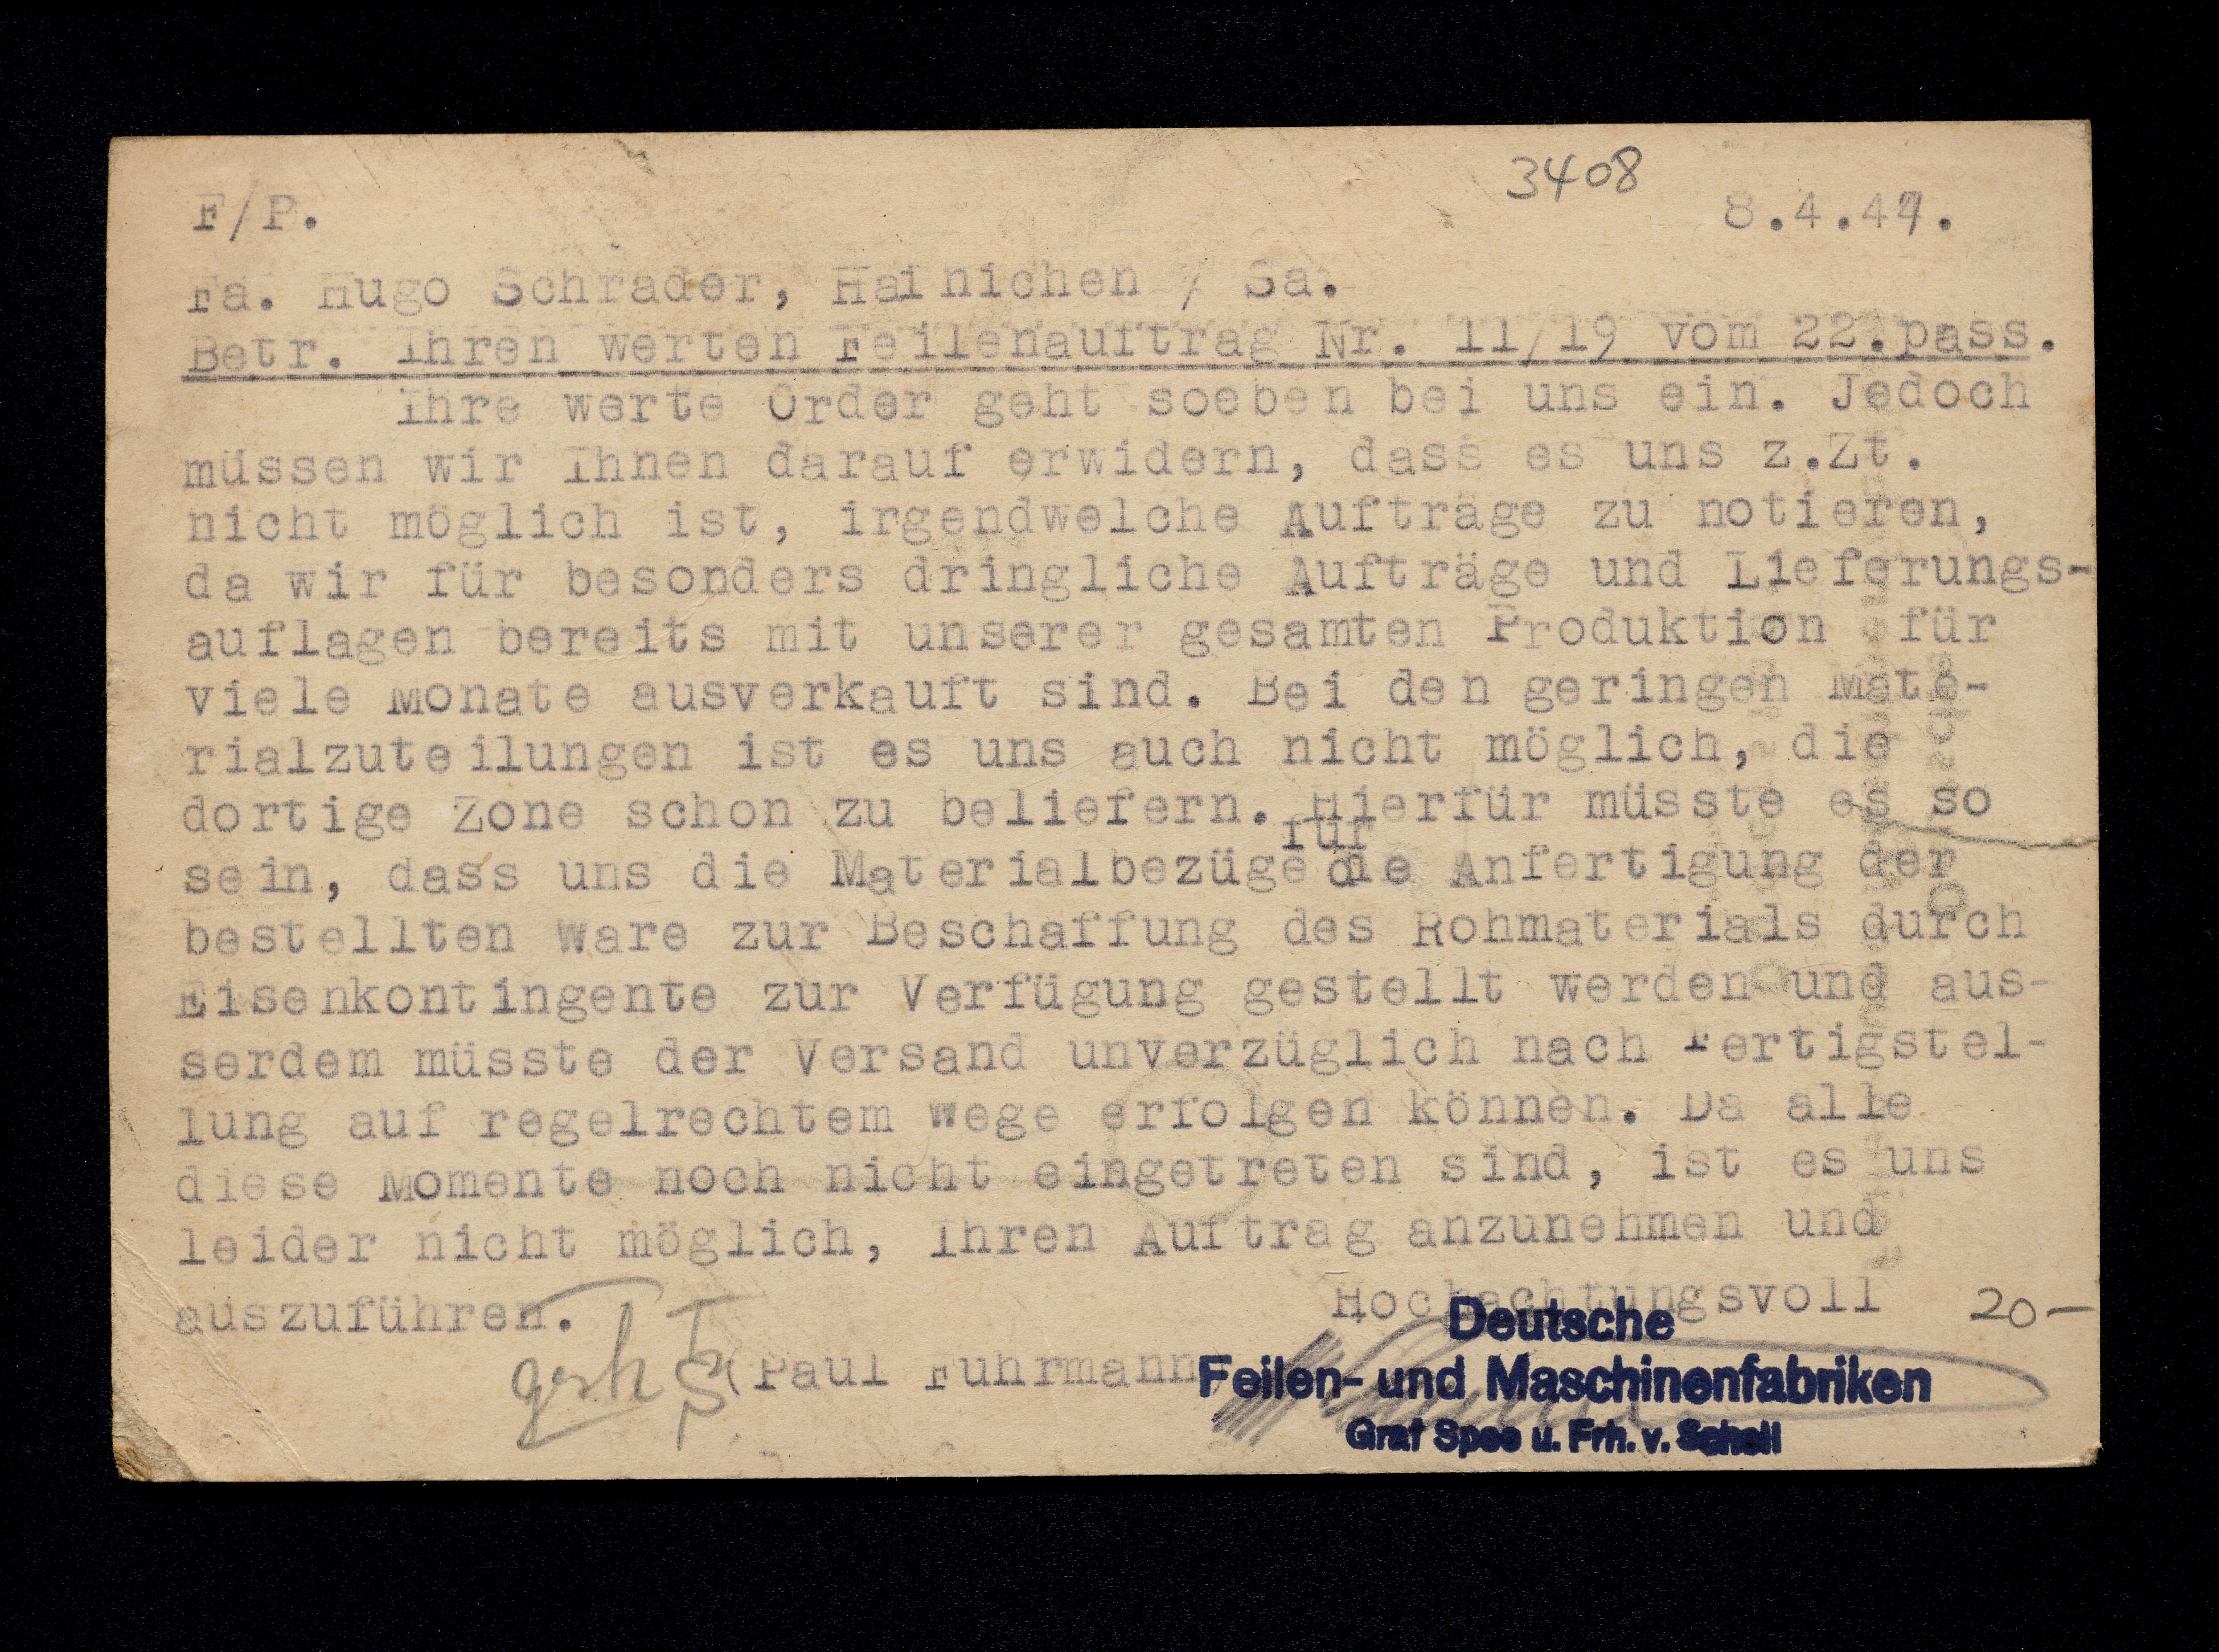 3408
F/P. 8.4.47.
Fa. Hugo Schrader, Hainichen / Sa.
Betr. Ihren werten Feilenauftrag Nr. 11/19 vom 22.pass.
Ihre werte Order geht soeben bei uns ein. Jedoch
müssen wir Ihnen darauf erwidern, dass es uns z.Zt.
nicht möglich ist, irgendwelche Aufträge zu notieren,
da wir für besonders dringliche Aufträge und Lieferungs-
auflagen bereits mit unserer gesamten Produktion für
viele Monate ausverkauft sind. Bei den geringen Mate-
rialzuteilungen ist es uns auch nicht möglich, die
dortige Zone schon zu beliefern. Hierfür müsste es so
für
sein, dass uns die Materialbezüge die Anfertigung der
bestellten Ware zur Beschaffung des Rohmaterials durch
Eisenkontingente zur Verfügung gestellt werden und aus-
serdem müsste der Versand unverzüglich nach Fertigstel-
lung auf regelrechtem Wege erfolgen können. Da alle
diese Momente noch nicht eingetreten sind, ist es uns
leider nicht möglich, Ihren Auftrag anzunehmen und
auszuführen. Hochachtungsvoll 20-
Deutsche
(Paul Fuhrmann) Feilen- und Maschinenfabriken
Graf Spee u. Frh. v. Schell